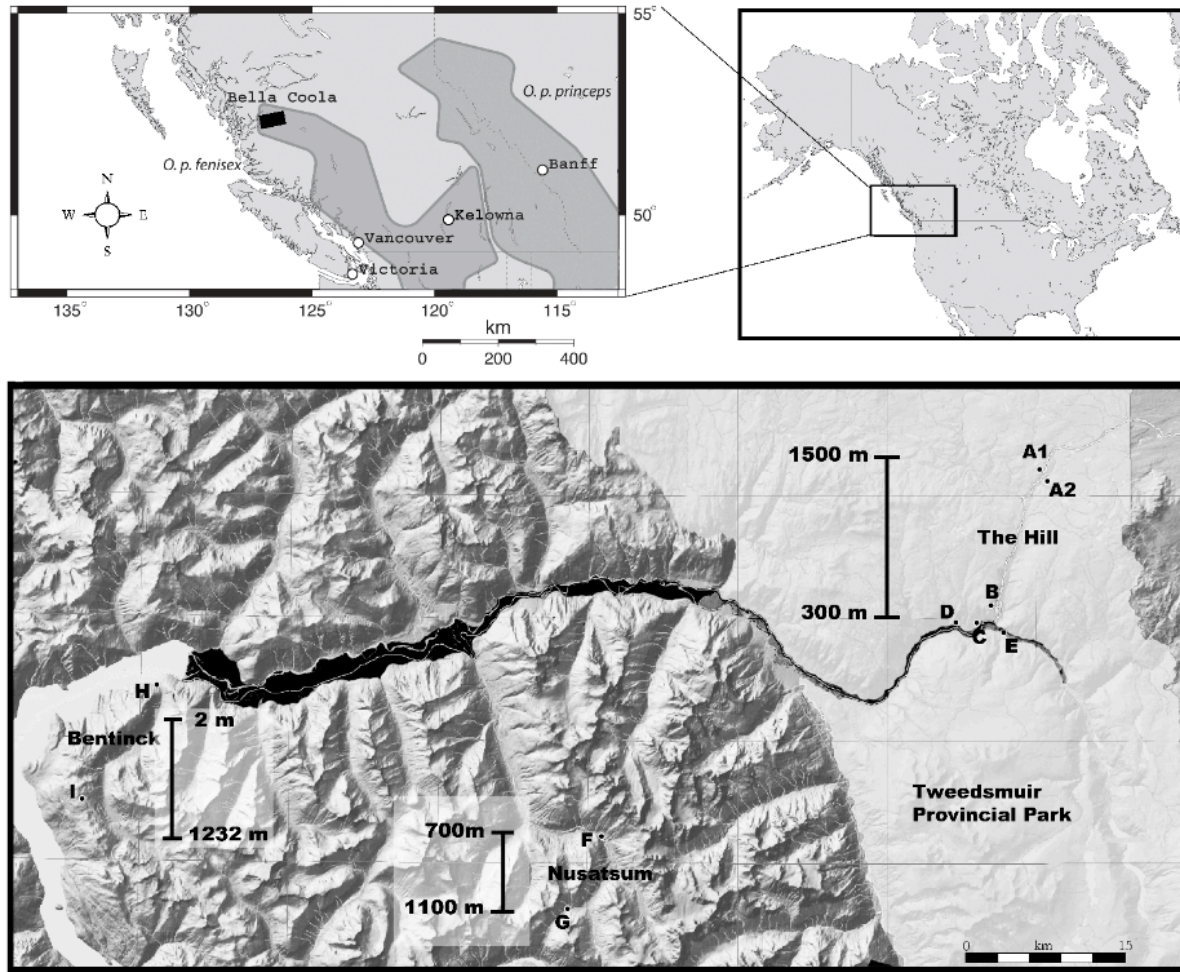 55°
O. p. princeps
Bella Coola
O. p. fenisex
Banff
N
W E
S
50°
Kelowna
Vancouver
Victoria
135° 130° 125° 120° 115°
km
0 200 400
1500 m
A1
A2
The Hill
300 m
B
D
C
E
H
2 m
Bentinck
I
1232 m
Tweedsmuir
Provincial Park
700m
F
Nusatsum
1100 m
G
0 km 15